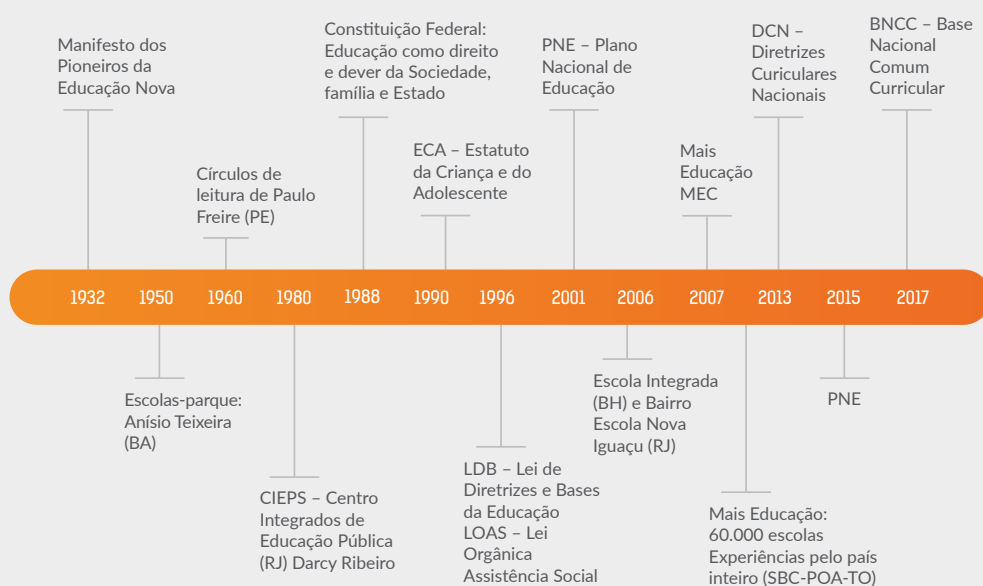 Manifesto dos
Pioneiros da
Educação Nova
Círculos de
leitura de Paulo
Freire (PE)
Constituição Federal:
Educação como direito
e dever da Sociedade,
família e Estado
ECA – Estatuto
da Criança e do
Adolescente
PNE – Plano
Nacional de
Educação
Mais
Educação
MEC
DCN –
Diretrizes
Curiculares
Nacionais
BNCC – Base
Nacional
Comum
Curricular
1932 1950 1960 1980 1988 1990 1996 2001 2006 2007 2013 2015 2017
Escolas-parque:
Anísio Teixeira
(BA)
CIEPS – Centro
Integrados de
Educação Pública
(RJ) Darcy Ribeiro
LDB – Lei de
Diretrizes e Bases
da Educação
LOAS – Lei
Orgânica
Assistência Social
Escola Integrada
(BH) e Bairro
Escola Nova
Iguaçu (RJ)
Mais Educação:
60.000 escolas
Experiências pelo país
inteiro (SBC-POA-TO)
PNE